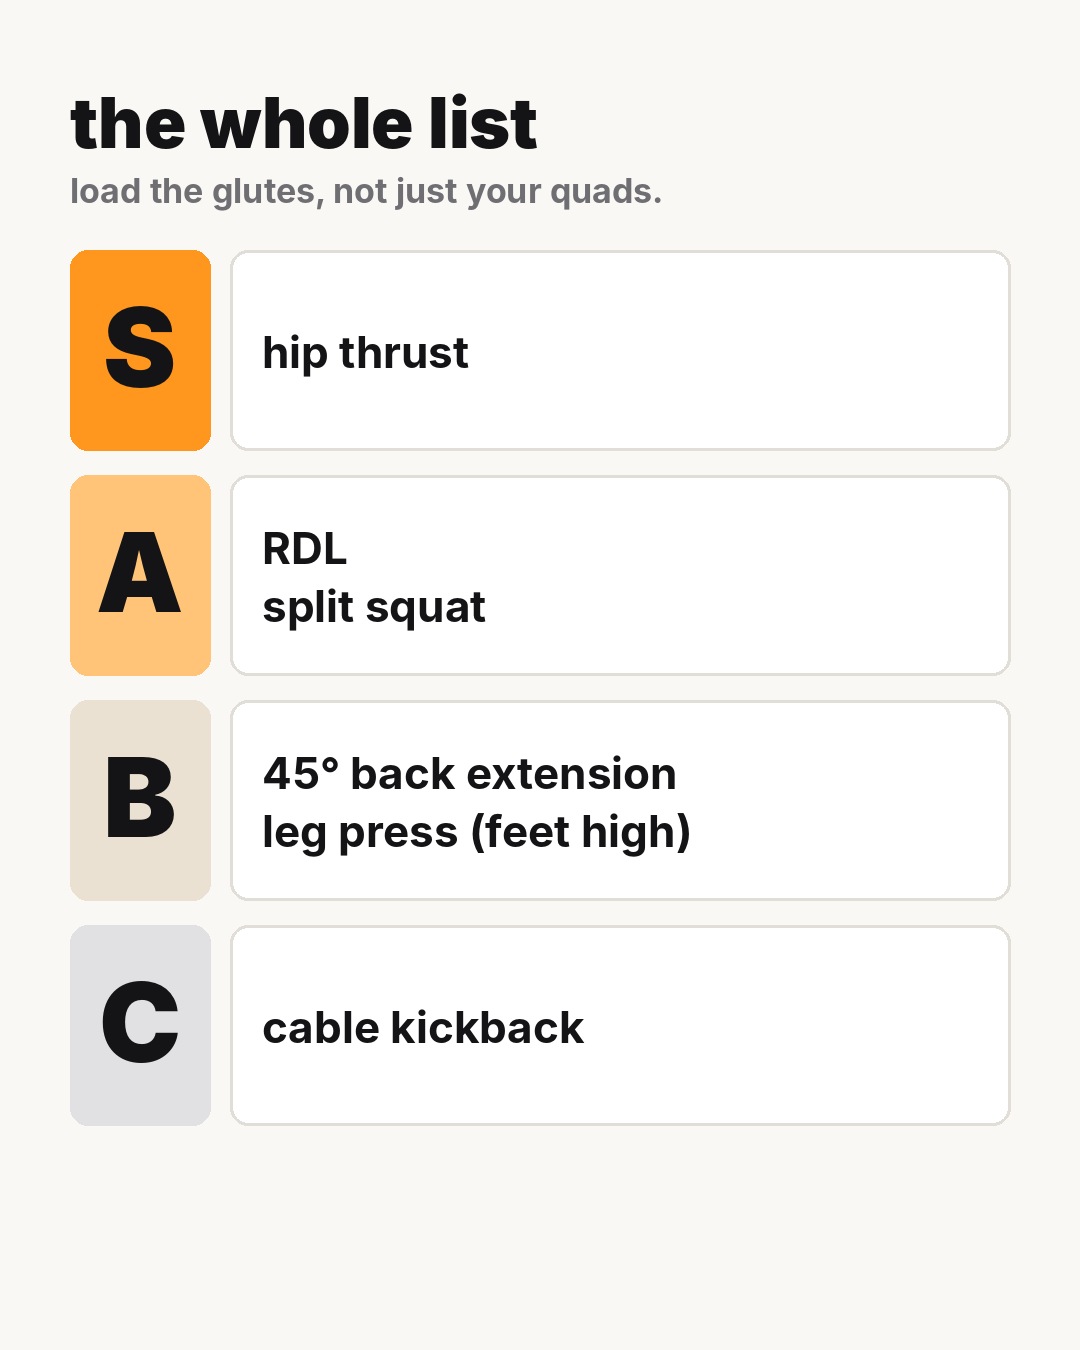 the whole list
load the glutes, not just your quads.
S
hip thrust
A
RDL
split squat
B
45° back extension
leg press (feet high)
C
cable kickback